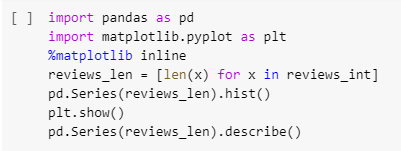 [ ] import pandas as pd
import matplotlib.pyplot as plt
%matplotlib inline
reviews_len = [len(x) for x in reviews_int]
pd.Series(reviews_len).hist()
plt.show()
pd.Series(reviews_len).describe()